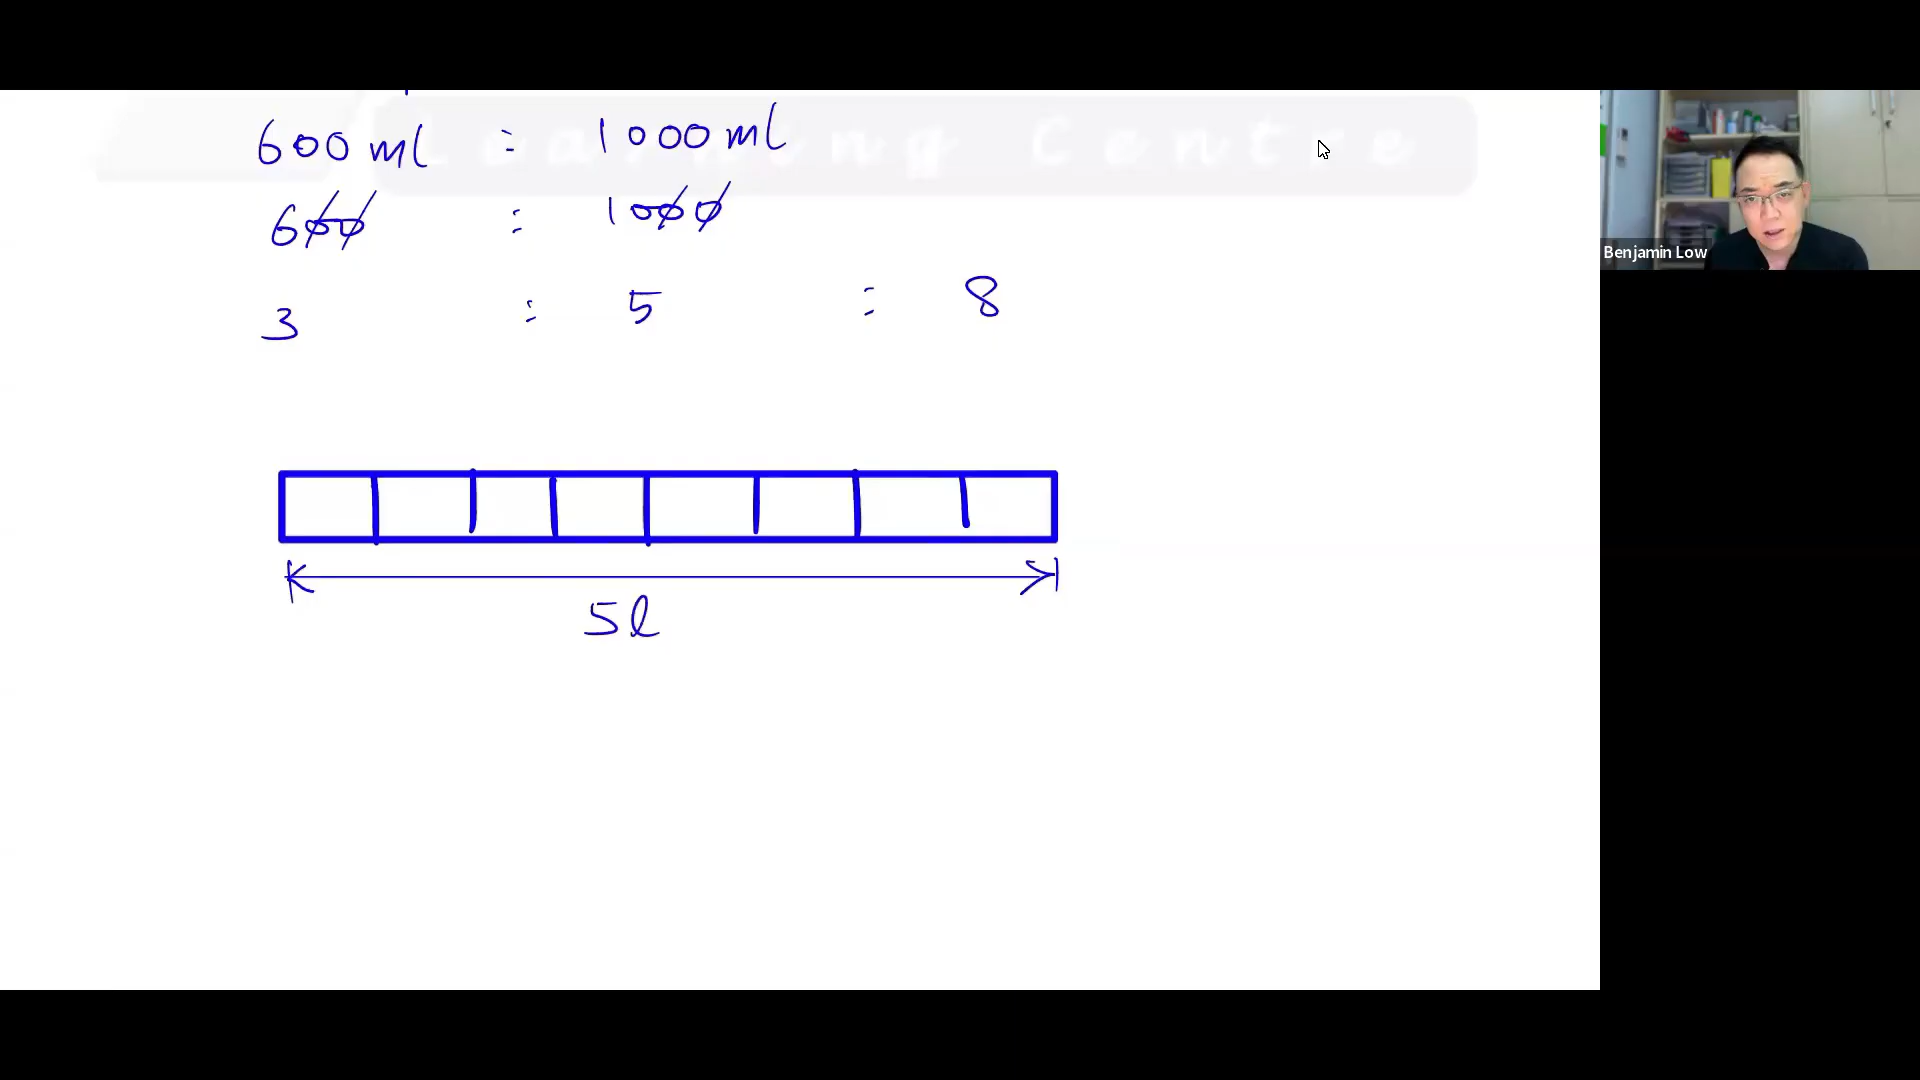 600 ml : 1000 ml
Learning Centre
600 : 1000
3 : 5 : 8
5l
Benjamin Low